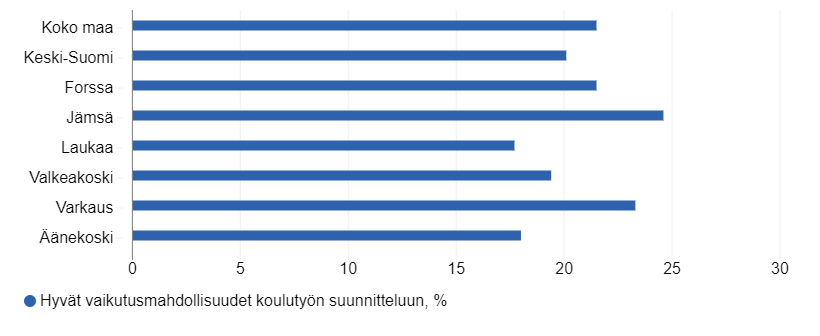 Koko maa
Keski-Suomi
Forssa
Jämsä
Laukaa
Valkeakoski
Varkaus
Äänekoski
0 5 10 15 20 25 30
Hyvät vaikutusmahdollisuudet koulutyön suunnitteluun, %